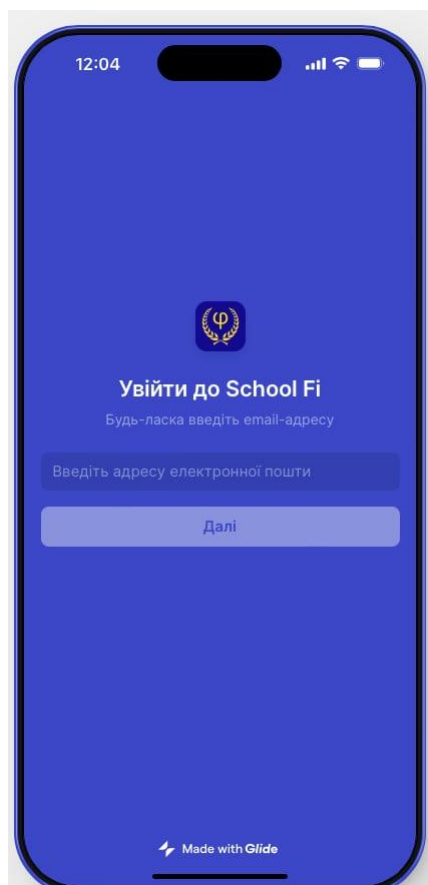 12:04
φ
Увійти до School Fi
Будь-ласка введіть email-адресу
Введіть адресу електронної пошти
Далі
Made with Glide